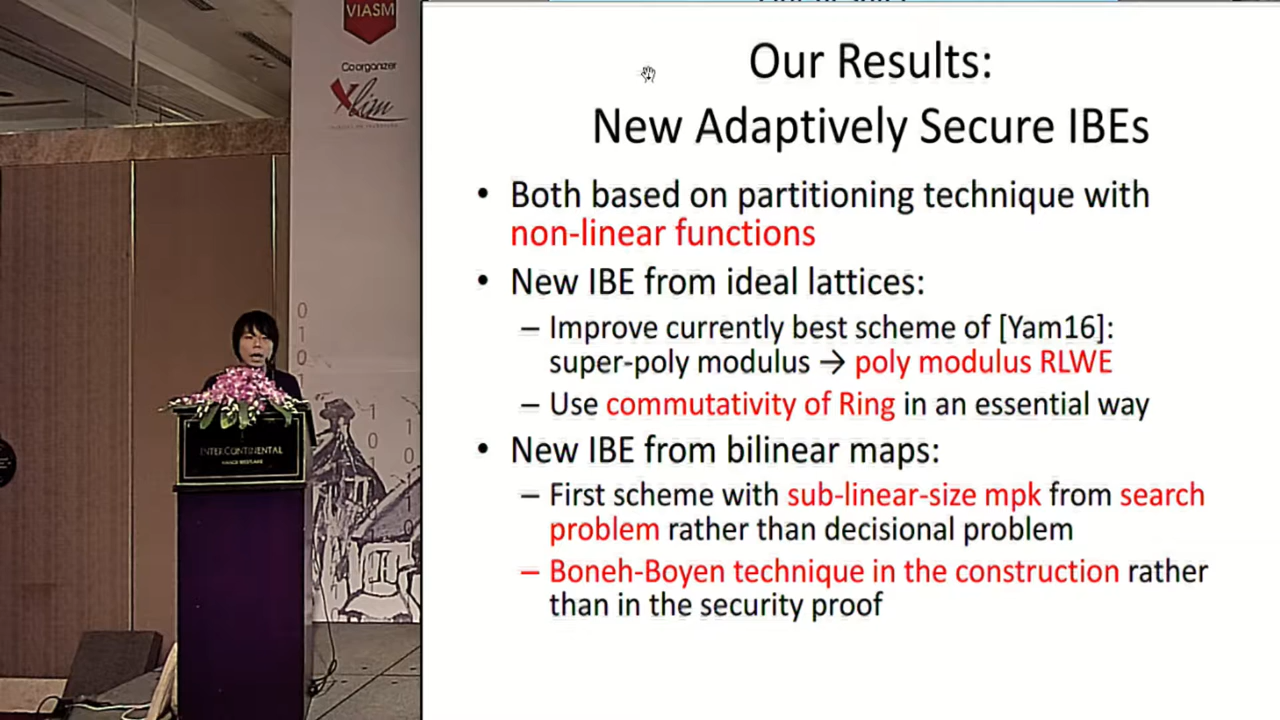 VIASM
Coorganizer
Xlim
Our Results:
New Adaptively Secure IBEs
• Both based on partitioning technique with
non-linear functions
• New IBE from ideal lattices:
– Improve currently best scheme of [Yam16]:
super-poly modulus → poly modulus RLWE
– Use commutativity of Ring in an essential way
• New IBE from bilinear maps:
– First scheme with sub-linear-size mpk from search
problem rather than decisional problem
– Boneh-Boyen technique in the construction rather
than in the security proof
INTERCONTINENTAL